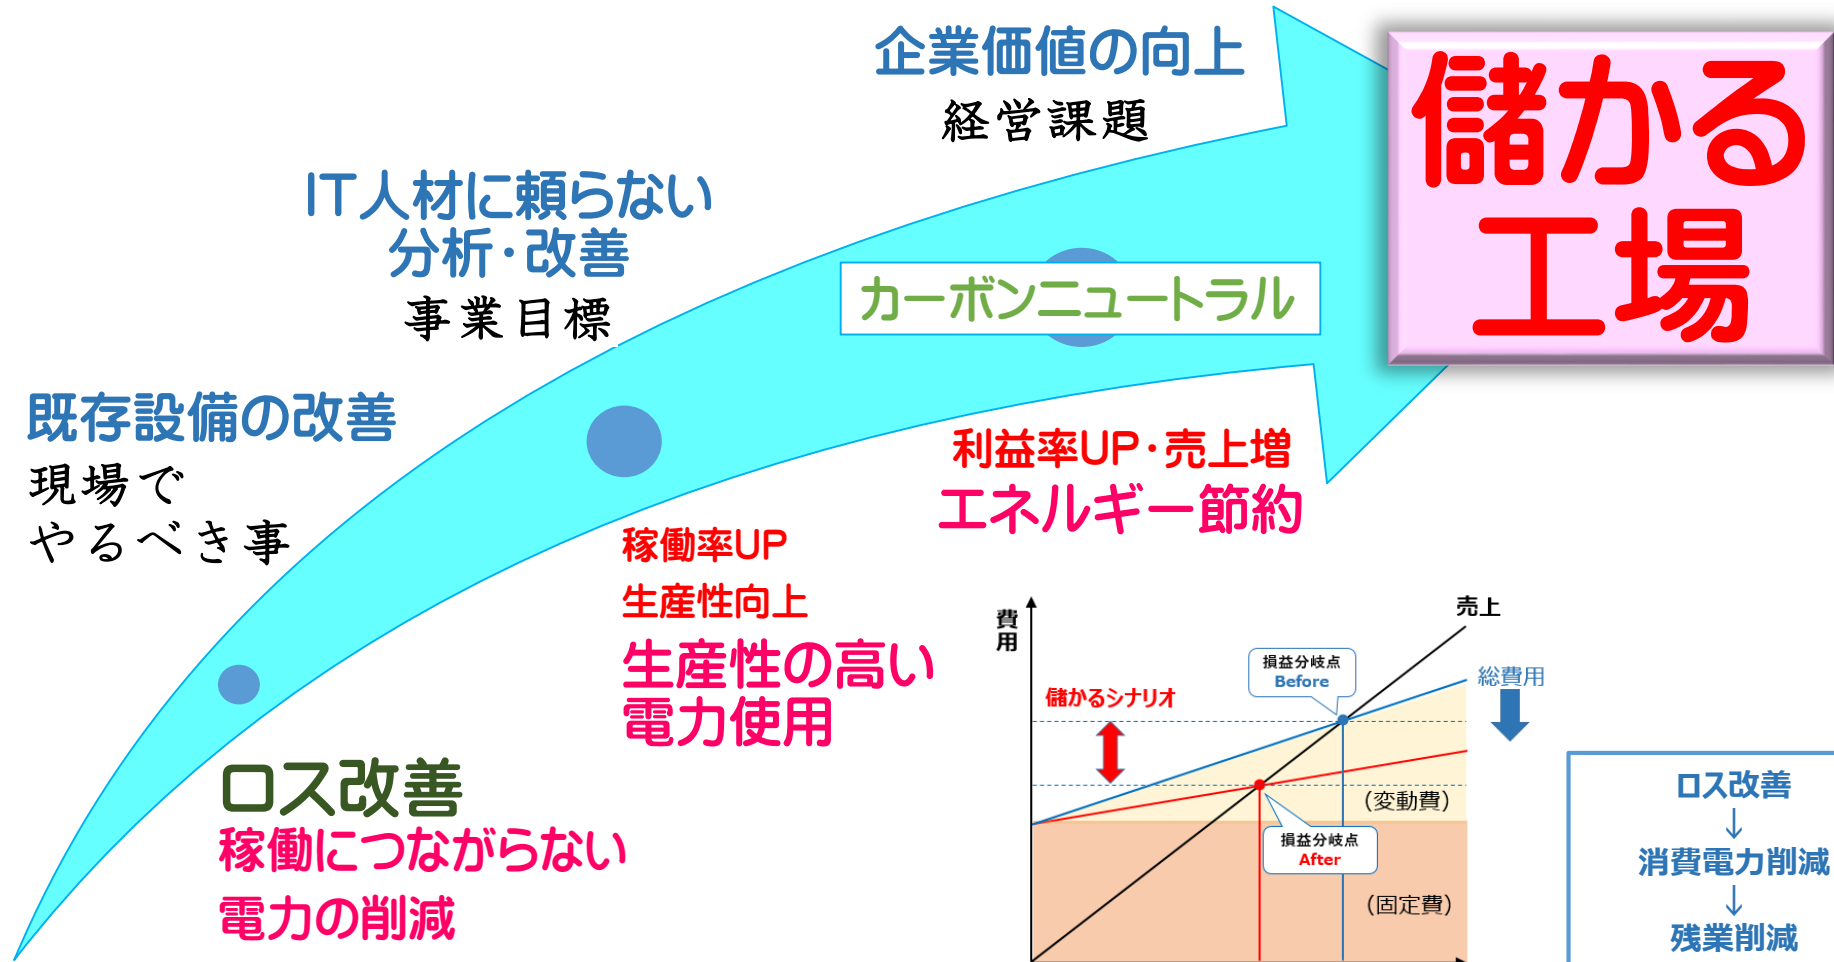 企業価値の向上
経営課題
儲かる
工場
IT人材に頼らない
分析・改善
事業目標
カーボンニュートラル
既存設備の改善
現場で
やるべき事
利益率UP・売上増
エネルギー節約
稼働率UP
生産性向上
生産性の高い
電力使用
ロス改善
稼働につながらない
電力の削減
費用
売上
損益分岐点
Before
総費用
儲かるシナリオ
(変動費)
損益分岐点
After
(固定費)
ロス改善
↓
消費電力削減
↓
残業削減